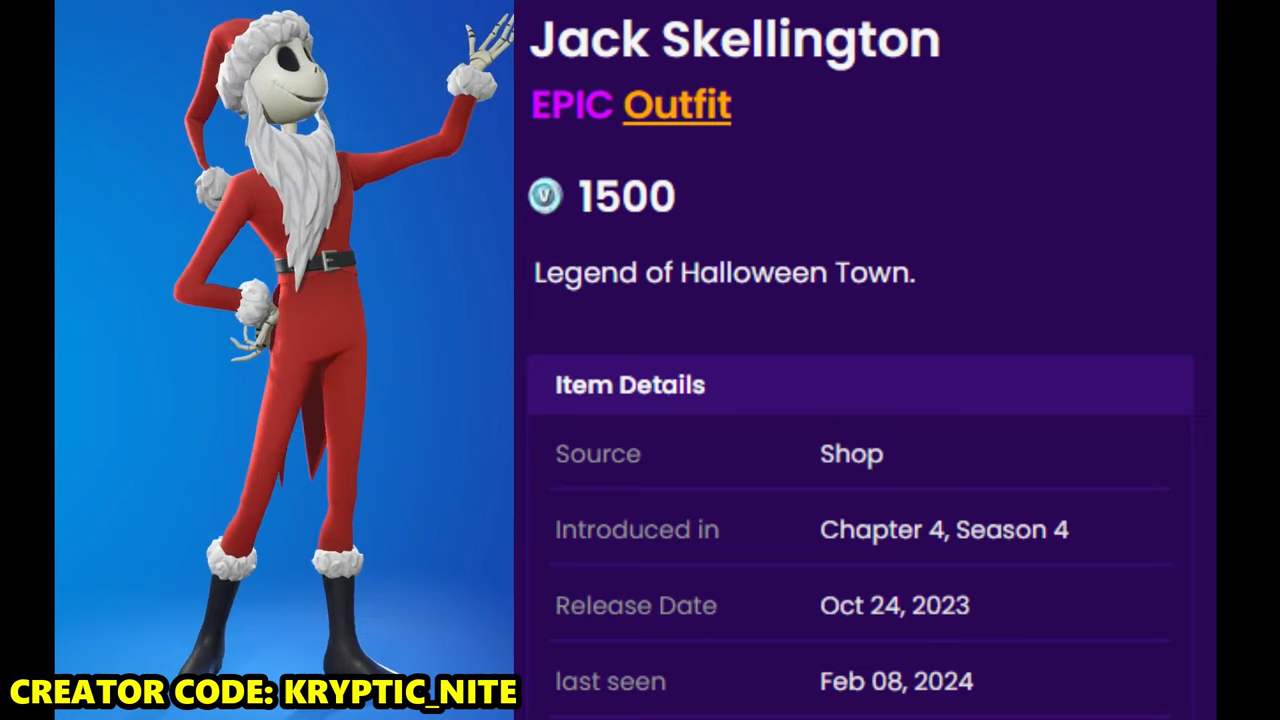 Jack Skellington
EPIC Outfit
1500
Legend of Halloween Town.
Item Details
Source Shop
Introduced in Chapter 4, Season 4
Release Date Oct 24, 2023
last seen Feb 08, 2024
CREATOR CODE: KRYPTIC_NITE